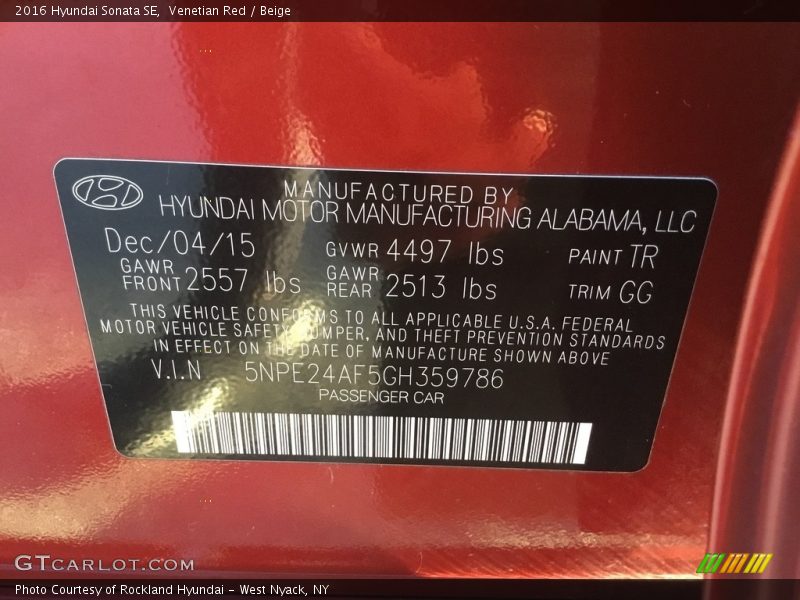 2016 Hyundai Sonata SE, Venetian Red / Beige
MANUFACTURED BY
HYUNDAI MOTOR MANUFACTURING ALABAMA, LLC
Dec/04/15 GVWR 4497 lbs PAINT TR
GAWR FRONT 2557 lbs GAWR REAR 2513 lbs TRIM GG
THIS VEHICLE CONFORMS TO ALL APPLICABLE U.S.A. FEDERAL
MOTOR VEHICLE SAFETY, BUMPER, AND THEFT PREVENTION STANDARDS
IN EFFECT ON THE DATE OF MANUFACTURE SHOWN ABOVE
V.I.N 5NPE24AF5GH359786
PASSENGER CAR
GTCARLOT.COM
Photo Courtesy of Rockland Hyundai - West Nyack, NY